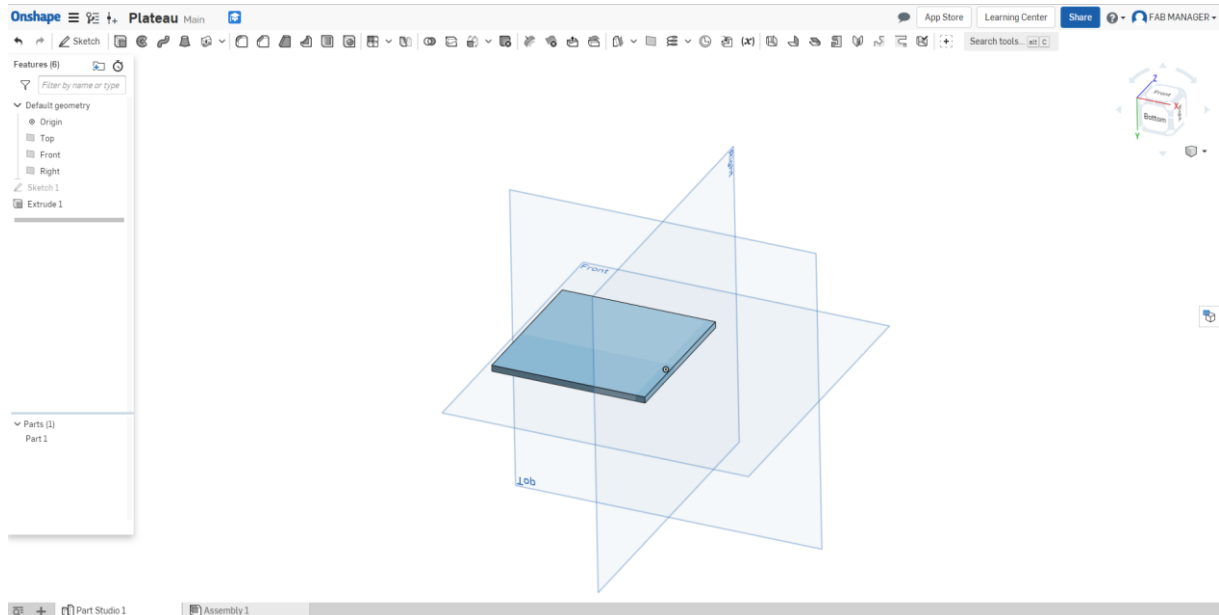 Onshape Plateau Main App Store Learning Center Share FAB MANAGER
Sketch (x) Search tools... alt C
Features (6)
Filter by name or type
Default geometry
Origin
Top
Front
Right
Sketch 1
Extrude 1
Z
Front
X
Bottom
Y
Right
Front
Top
Parts (1)
Part 1
Part Studio 1 Assembly 1